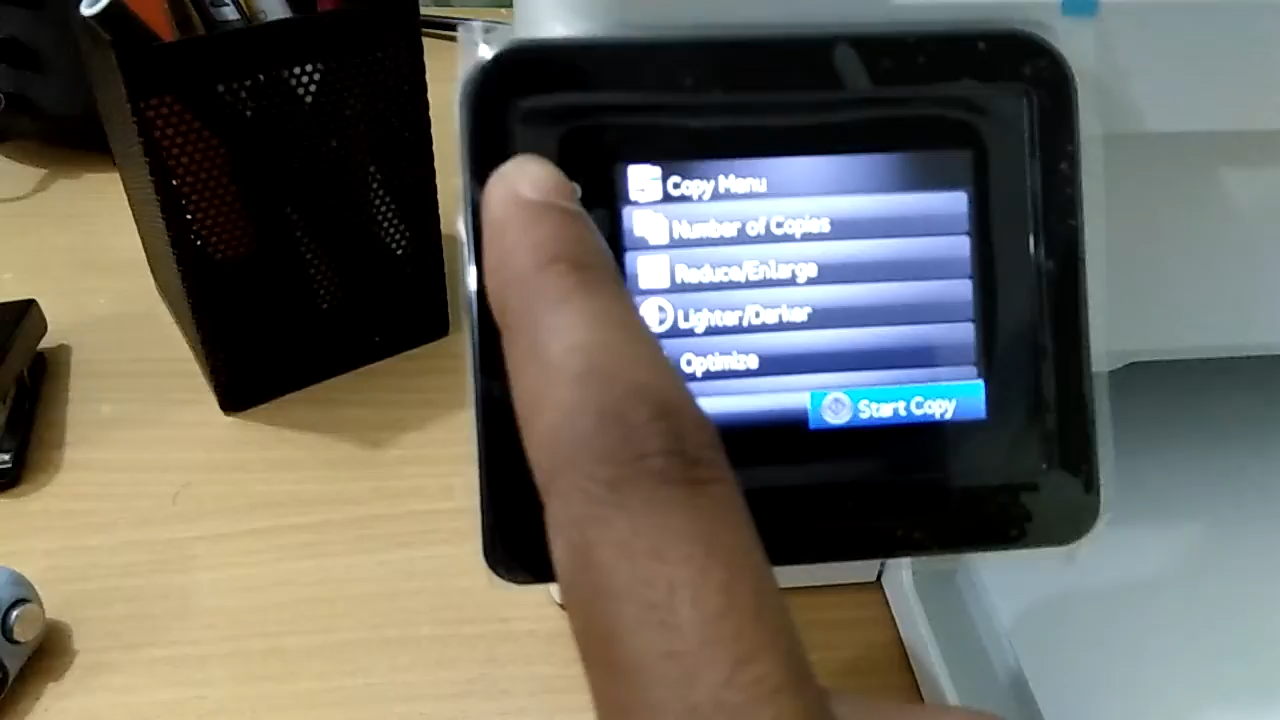 Copy Menu
Number of Copies
Reduce/Enlarge
Lighter/Darker
Optimize
Start Copy